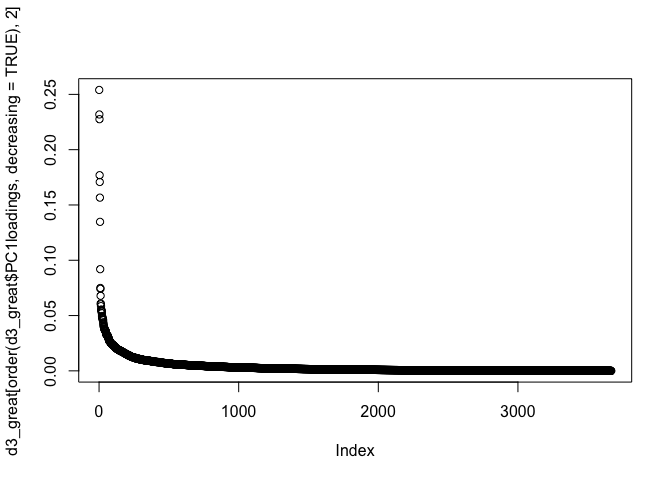 d3_great[order(d3_great$PC1loadings, decreasing = TRUE), 2]
0.25
0.20
0.15
0.10
0.05
0.00
0 1000 2000 3000
Index